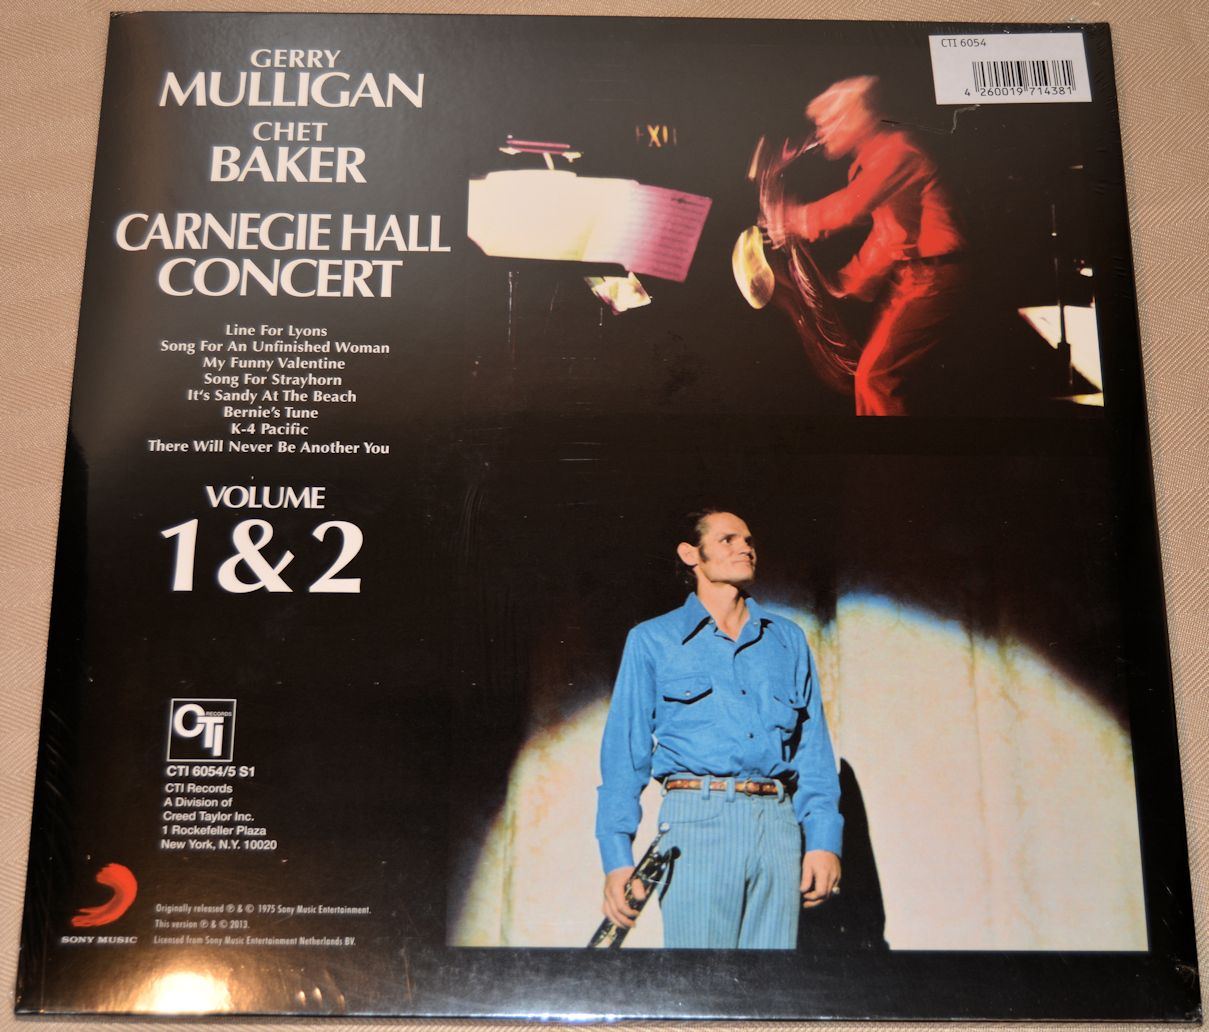 GERRY
MULLIGAN
CHET
BAKER
CARNEGIE HALL
CONCERT
Line For Lyons
Song For An Unfinished Woman
My Funny Valentine
Song For Strayhorn
It's Sandy At The Beach
Bernie's Tune
K-4 Pacific
There Will Never Be Another You
VOLUME
1 & 2
CTI RECORDS
CTI 6054/5 S1
CTI Records
A Division of
Creed Taylor Inc.
1 Rockefeller Plaza
New York, N.Y. 10020
SONY MUSIC
Originally released ℗ & © 1975 Sony Music Entertainment.
This version ℗ & © 2013.
Licensed from Sony Music Entertainment Netherlands BV.
CTI 6054
4 260019 714381
EXIT